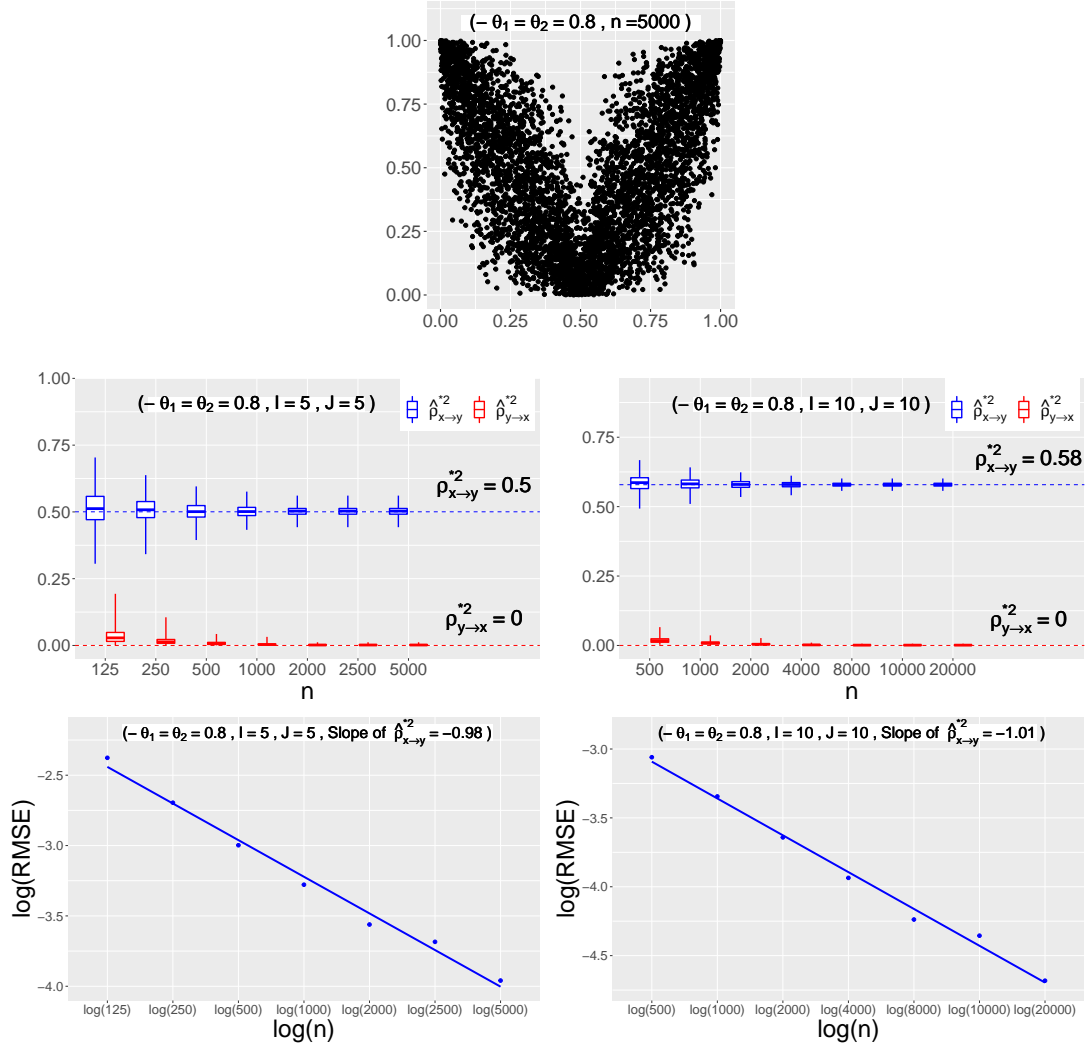 (− θ₁ = θ₂ = 0.8 , n =5000 )
1.00
0.75
0.50
0.25
0.00
0.00 0.25 0.50 0.75 1.00
(− θ₁ = θ₂ = 0.8 , I = 5 , J = 5 )
ρ̂*²x→y ρ̂*²y→x
1.00
0.75
0.50
0.25
0.00
ρ*²x→y = 0.5
ρ*²y→x = 0
125 250 500 1000 2000 2500 5000
n
(− θ₁ = θ₂ = 0.8 , I = 10 , J = 10 )
ρ̂*²x→y ρ̂*²y→x
0.75
0.50
0.25
0.00
ρ*²x→y = 0.58
ρ*²y→x = 0
500 1000 2000 4000 8000 10000 20000
n
(− θ₁ = θ₂ = 0.8 , I = 5 , J = 5 , Slope of ρ̂*²x→y = −0.98 )
log(RMSE)
−2.5
−3.0
−3.5
−4.0
log(125) log(250) log(500) log(1000) log(2000) log(2500) log(5000)
log(n)
(− θ₁ = θ₂ = 0.8 , I = 10 , J = 10 , Slope of ρ̂*²x→y = −1.01 )
log(RMSE)
−3.0
−3.5
−4.0
−4.5
log(500) log(1000) log(2000) log(4000) log(8000) log(10000) log(20000)
log(n)